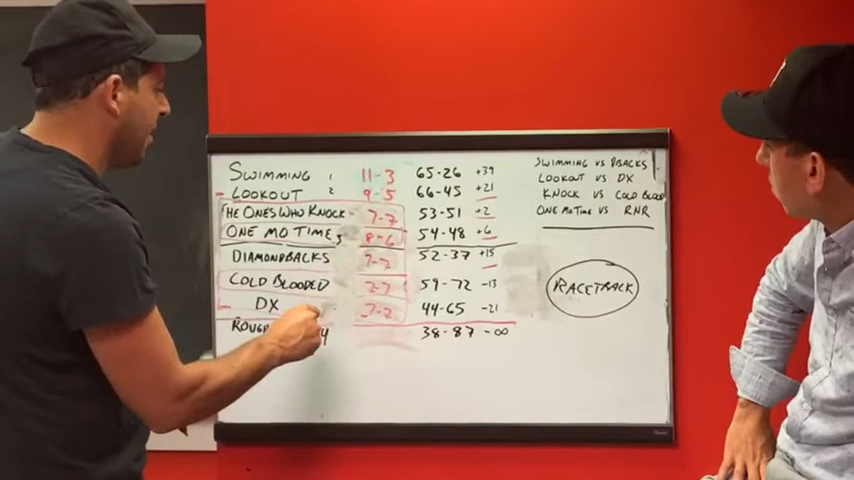 SWIMMING 1 11-3 65-26 +39
LOOKOUT 2 9-5 66-45 +21
HE ONES WHO KNOCK 7-7 53-51 +2
ONE MO TIME 3 8-6 54-48 +6
DIAMONDBACKS 7-7 52-37 +15
COLD BLOODED 7-7 59-72 -13
DX 7-7 44-65 -21
ROUGH 38-87 -∞
SWIMMING VS DBACKS
LOOKOUT VS DX
KNOCK VS COLD BLOOD
ONE MOTIME VS RNR
RACETRACK